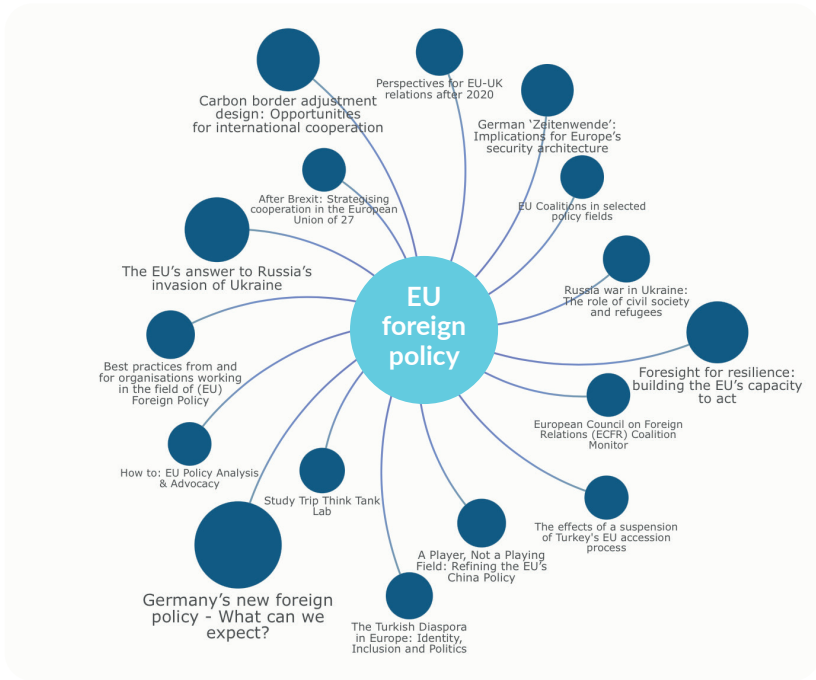 Perspectives for EU-UK
relations after 2020
Carbon border adjustment
design: Opportunities
for international cooperation
German ‘Zeitenwende’:
Implications for Europe’s
security architecture
After Brexit: Strategising
cooperation in the European
Union of 27
EU Coalitions in selected
policy fields
The EU’s answer to Russia’s
invasion of Ukraine
EU
foreign
policy
Russia war in Ukraine:
The role of civil society
and refugees
Best practices from and
for organisations working
in the field of (EU)
Foreign Policy
Foresight for resilience:
building the EU’s capacity
to act
European Council on Foreign
Relations (ECFR) Coalition
Monitor
How to: EU Policy Analysis
& Advocacy
Study Trip Think Tank
Lab
The effects of a suspension
of Turkey's EU accession
process
A Player, Not a Playing
Field: Refining the EU’s
China Policy
Germany’s new foreign
policy - What can we
expect?
The Turkish Diaspora
in Europe: Identity,
Inclusion and Politics